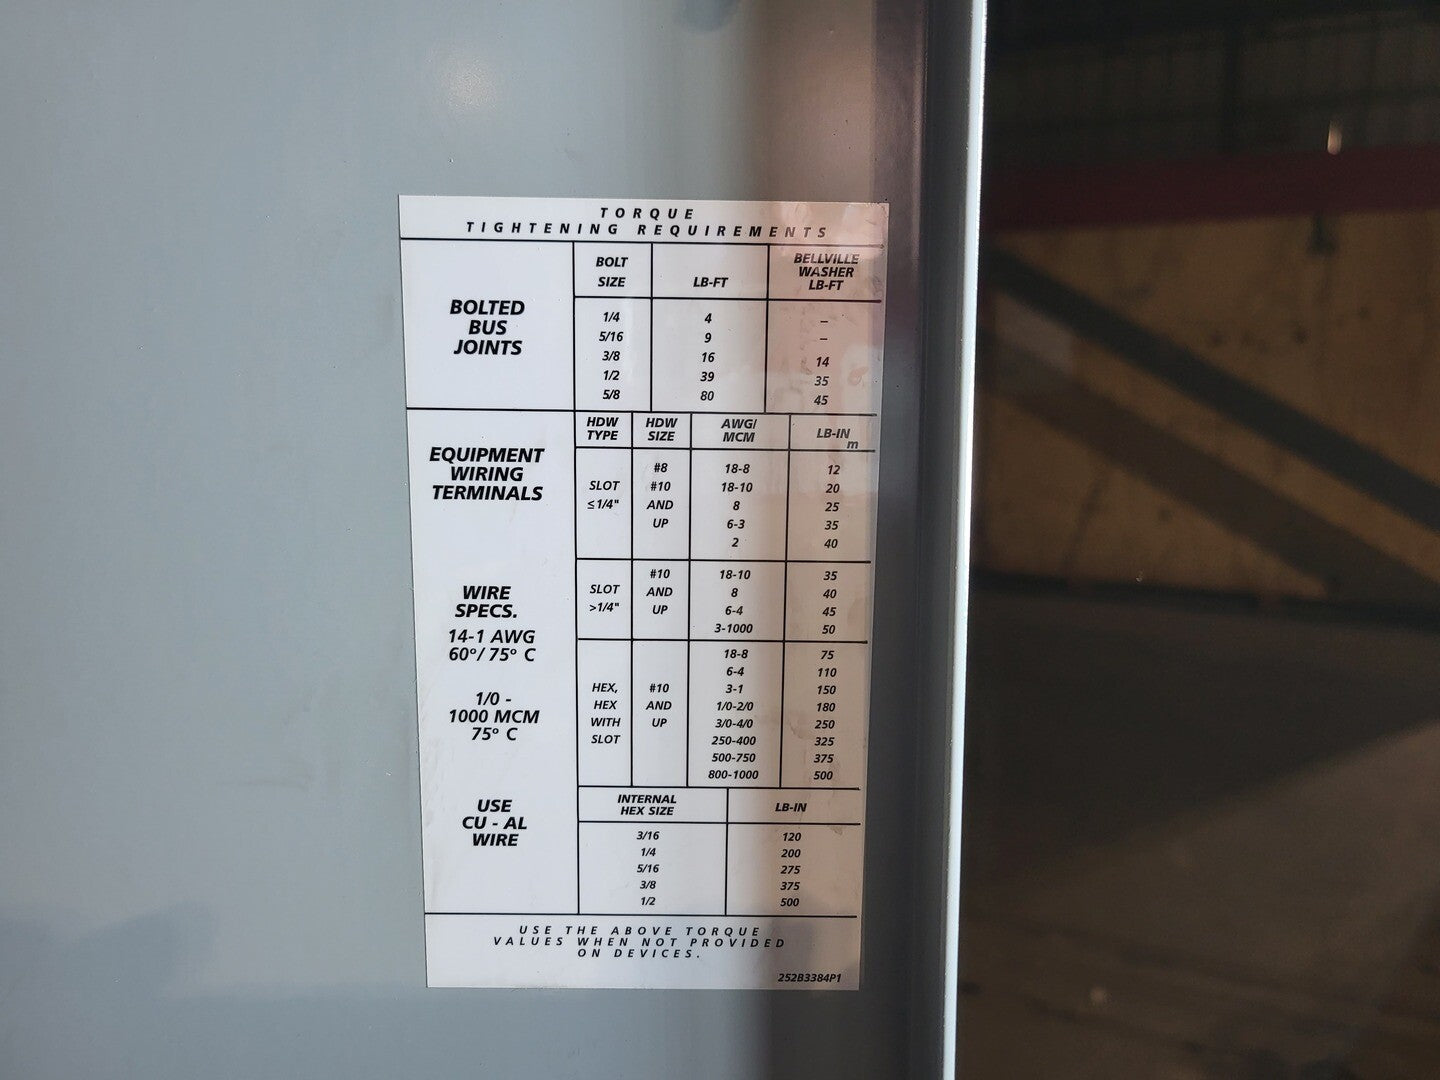 TORQUE
TIGHTENING REQUIREMENTS
BOLTED
BUS
JOINTS
BOLT
SIZE
LB-FT
BELLVILLE
WASHER
LB-FT
1/4 4 –
5/16 9 –
3/8 16 14
1/2 39 35
5/8 80 45
EQUIPMENT
WIRING
TERMINALS
HDW
TYPE
HDW
SIZE
AWG/
MCM
LB-IN
m
SLOT
≤1/4"
#8
#10
AND
UP
18-8 12
18-10 20
8 25
6-3 35
2 40
SLOT
>1/4"
#10
AND
UP
18-10 35
8 40
6-4 45
3-1000 50
WIRE
SPECS.
14-1 AWG
60°/ 75° C
1/0 -
1000 MCM
75° C
HEX,
HEX
WITH
SLOT
#10
AND
UP
18-8 75
6-4 110
3-1 150
1/0-2/0 180
3/0-4/0 250
250-400 325
500-750 375
800-1000 500
USE
CU - AL
WIRE
INTERNAL
HEX SIZE
LB-IN
3/16 120
1/4 200
5/16 275
3/8 375
1/2 500
USE THE ABOVE TORQUE
VALUES WHEN NOT PROVIDED
ON DEVICES.
252B3384P1